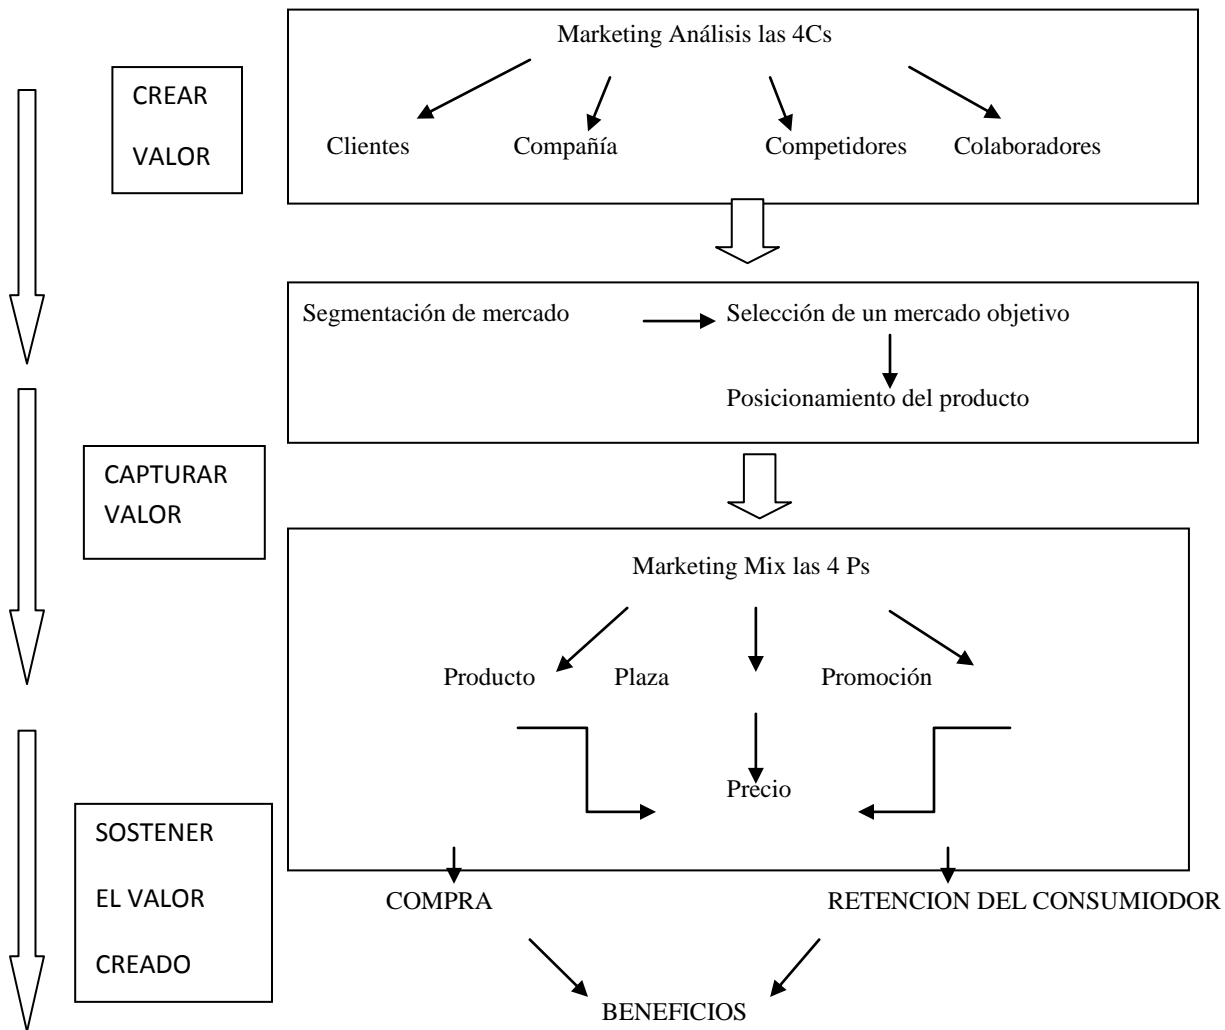 Marketing Análisis las 4Cs
CREAR
VALOR
Clientes
Compañía
Competidores
Colaboradores
Segmentación de mercado
Selección de un mercado objetivo
Posicionamiento del producto
CAPTURAR
VALOR
Marketing Mix las 4 Ps
Producto
Plaza
Promoción
Precio
SOSTENER
EL VALOR
CREADO
COMPRA
RETENCION DEL CONSUMIODOR
BENEFICIOS